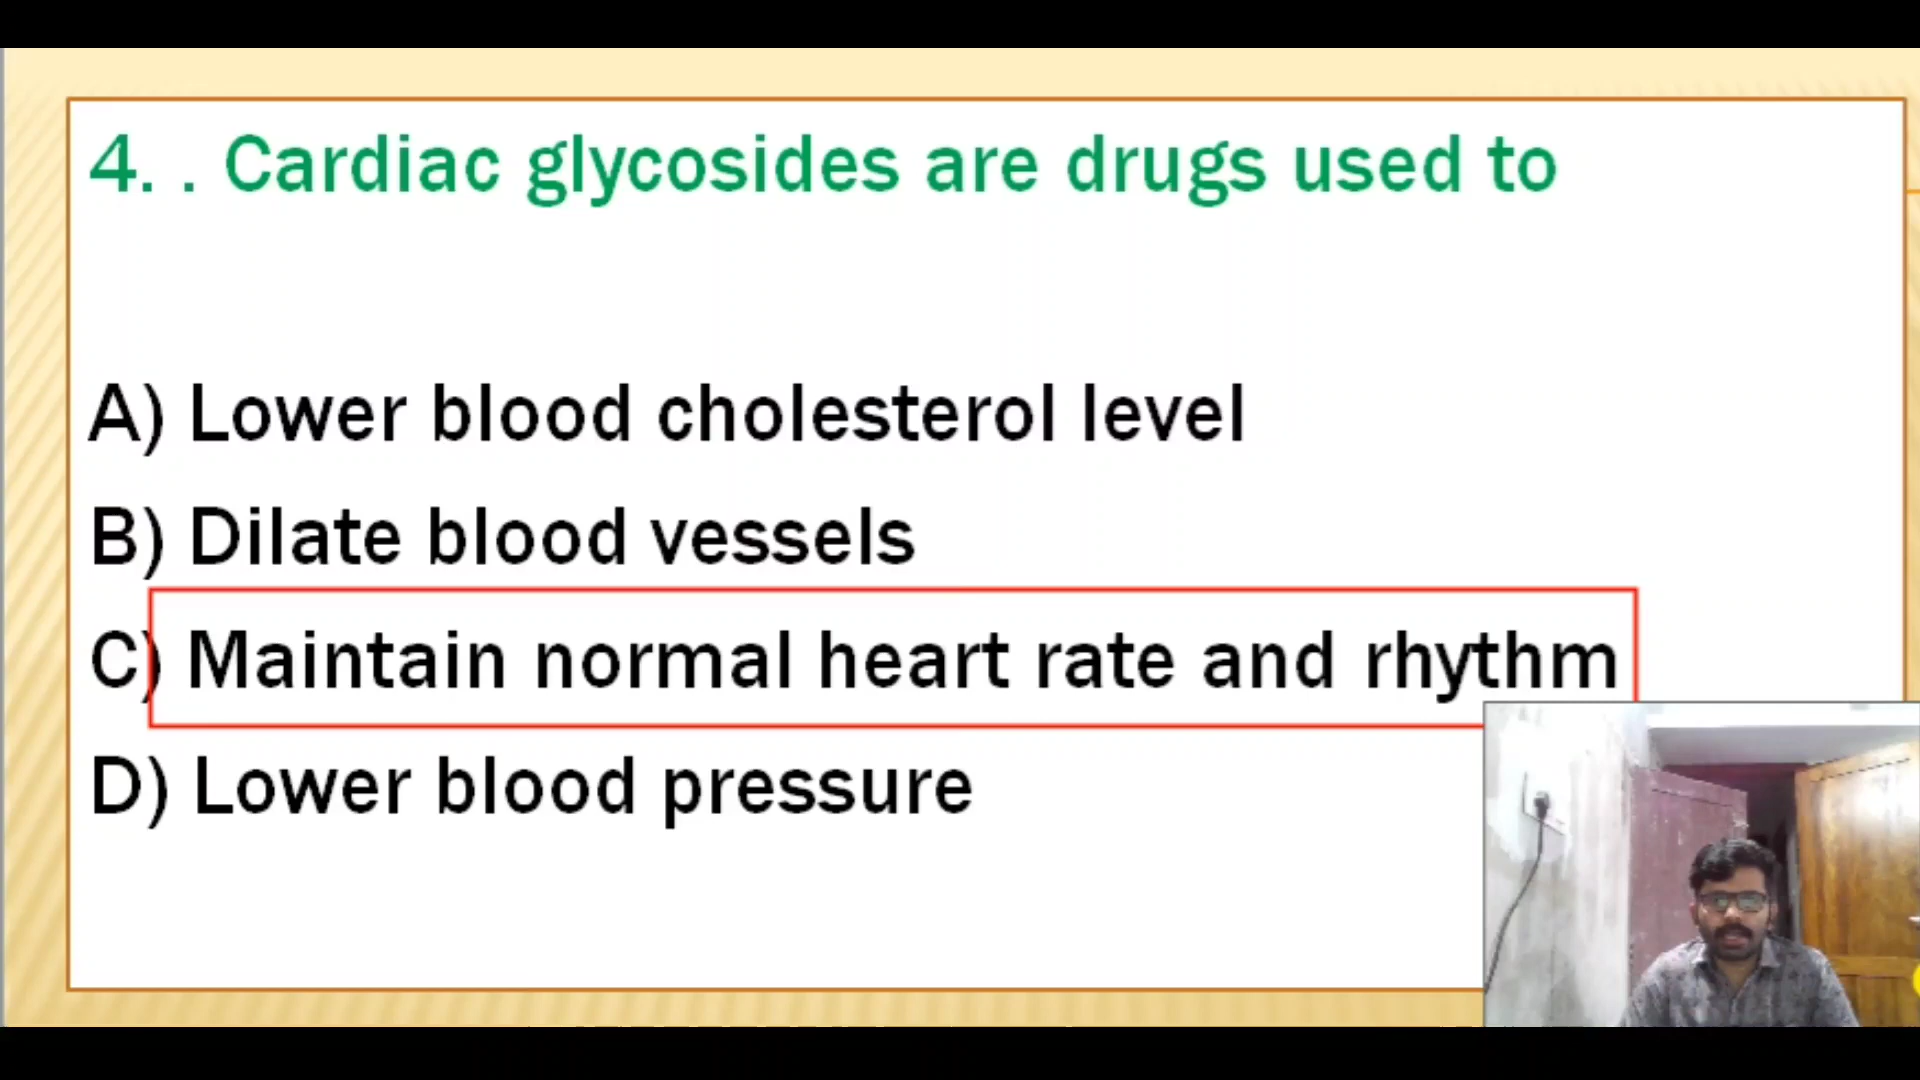 4. . Cardiac glycosides are drugs used to
A) Lower blood cholesterol level
B) Dilate blood vessels
C) Maintain normal heart rate and rhythm
D) Lower blood pressure